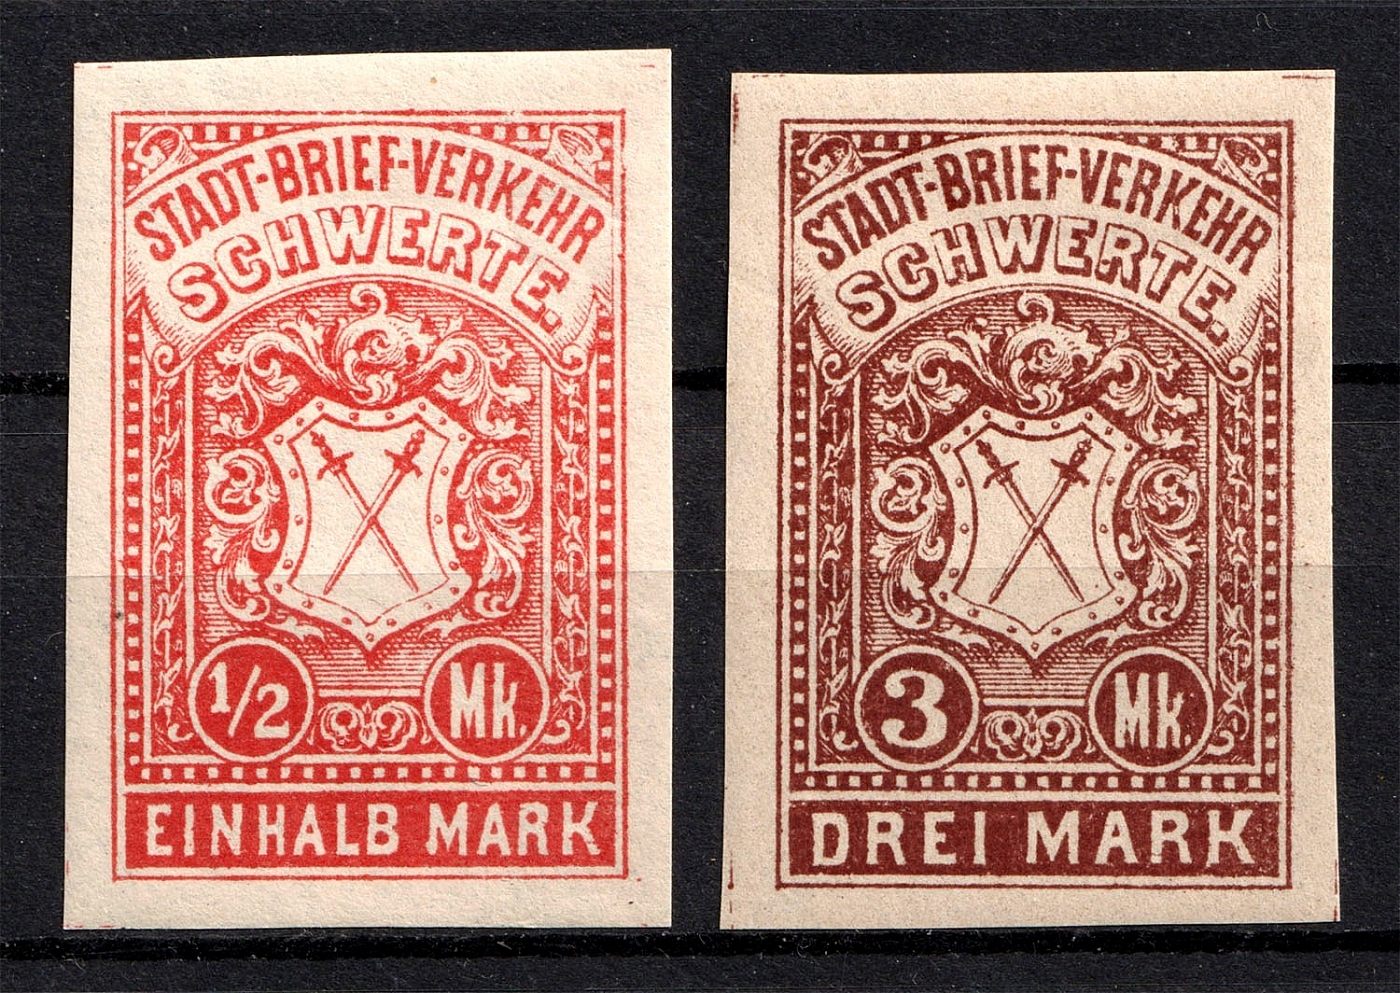 STADT-BRIEF-VERKEHR
SCHWERTE.
1/2 Mk.
EINHALB MARK
STADT-BRIEF-VERKEHR
SCHWERTE.
3 Mk.
DREI MARK